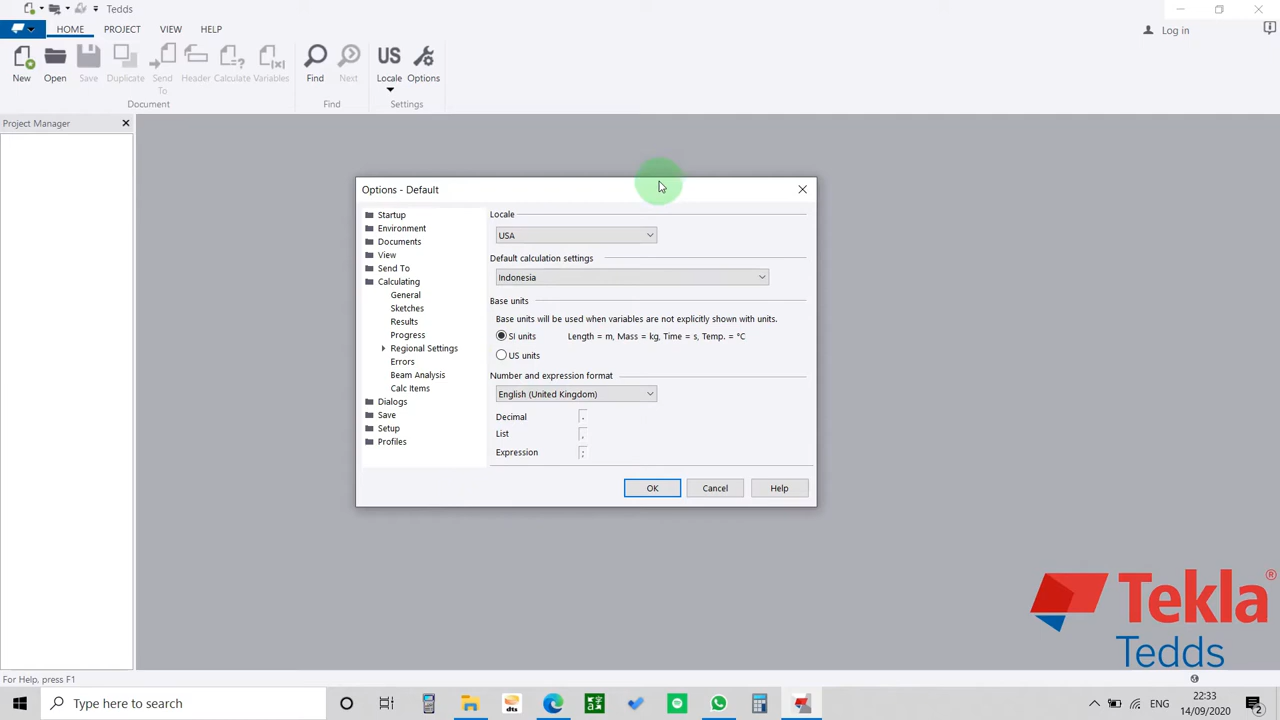 Tedds
HOME PROJECT VIEW HELP
Log in
US
New Open Save Duplicate Send To Header Calculate Variables Find Next Locale Options
Document Find Settings
Project Manager
Options - Default
Startup
Environment
Documents
View
Send To
Calculating
General
Sketches
Results
Progress
Regional Settings
Errors
Beam Analysis
Calc Items
Dialogs
Save
Setup
Profiles
Locale
USA
Default calculation settings
Indonesia
Base units
Base units will be used when variables are not explicitly shown with units.
SI units Length = m, Mass = kg, Time = s, Temp. = °C
US units
Number and expression format
English (United Kingdom)
Decimal .
List ,
Expression ;
OK Cancel Help
Tekla®
Tedds
For Help, press F1
Type here to search
dts
ENG
22:33
14/09/2020
2